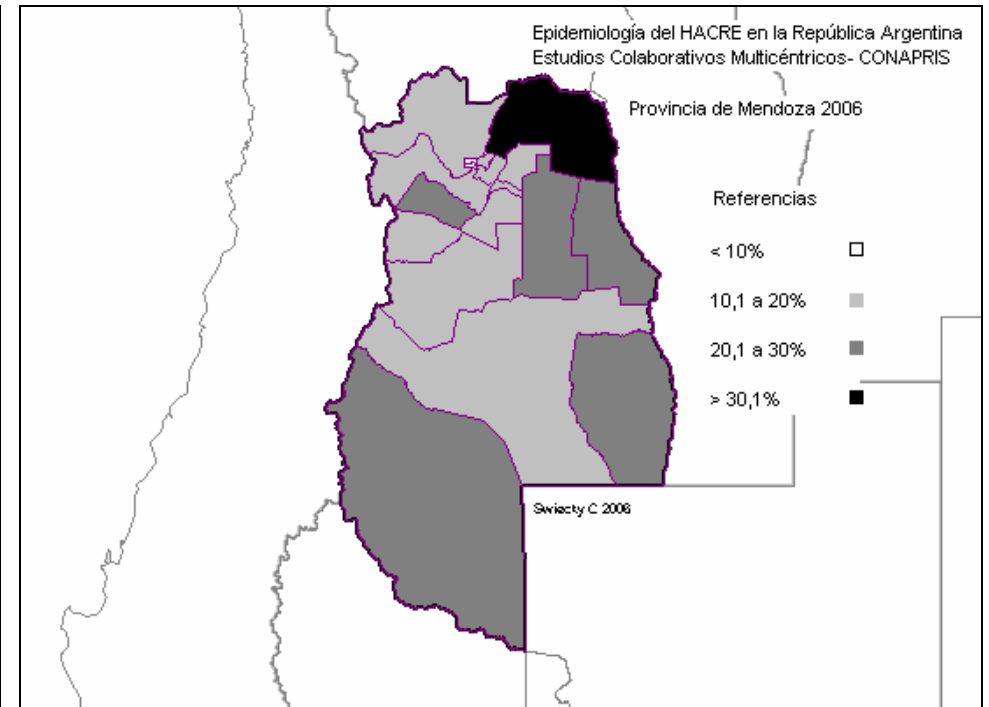 Epidemiología del HACRE en la República Argentina
Estudios Colaborativos Multicéntricos- CONAPRIS
Provincia de Mendoza 2006
Referencias
< 10%
10,1 a 20%
20,1 a 30%
> 30,1%
Swiecty C 2006